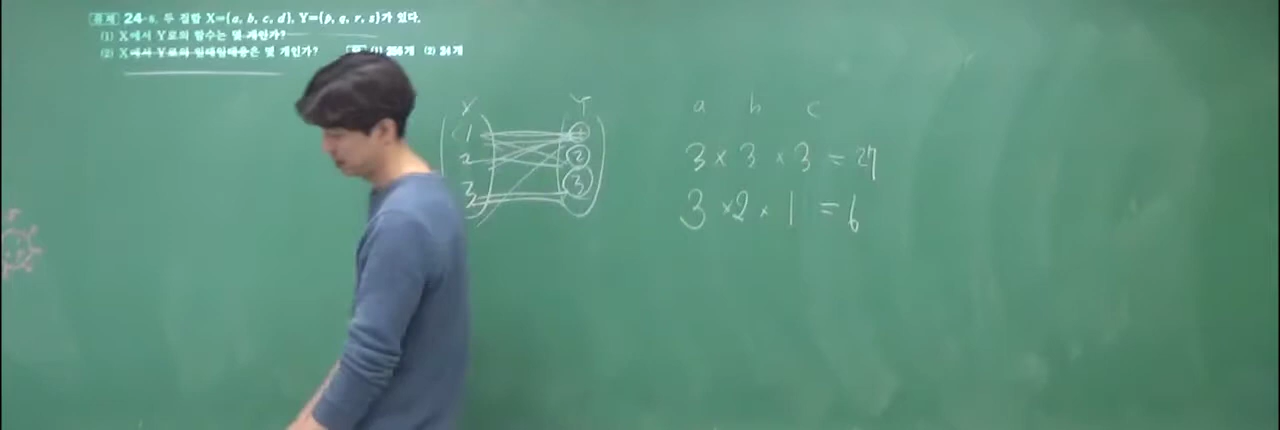 유제 24-8. 두 집합 X={a, b, c, d}, Y={p, q, r, s}가 있다.
(1) X에서 Y로의 함수는 몇 개인가?
(2) X에서 Y로의 일대일대응은 몇 개인가? 답 (1) 256개 (2) 24개
X Y
1
2 2
3 3
a b c
3 × 3 × 3 = 27
3 × 2 × 1 = 6